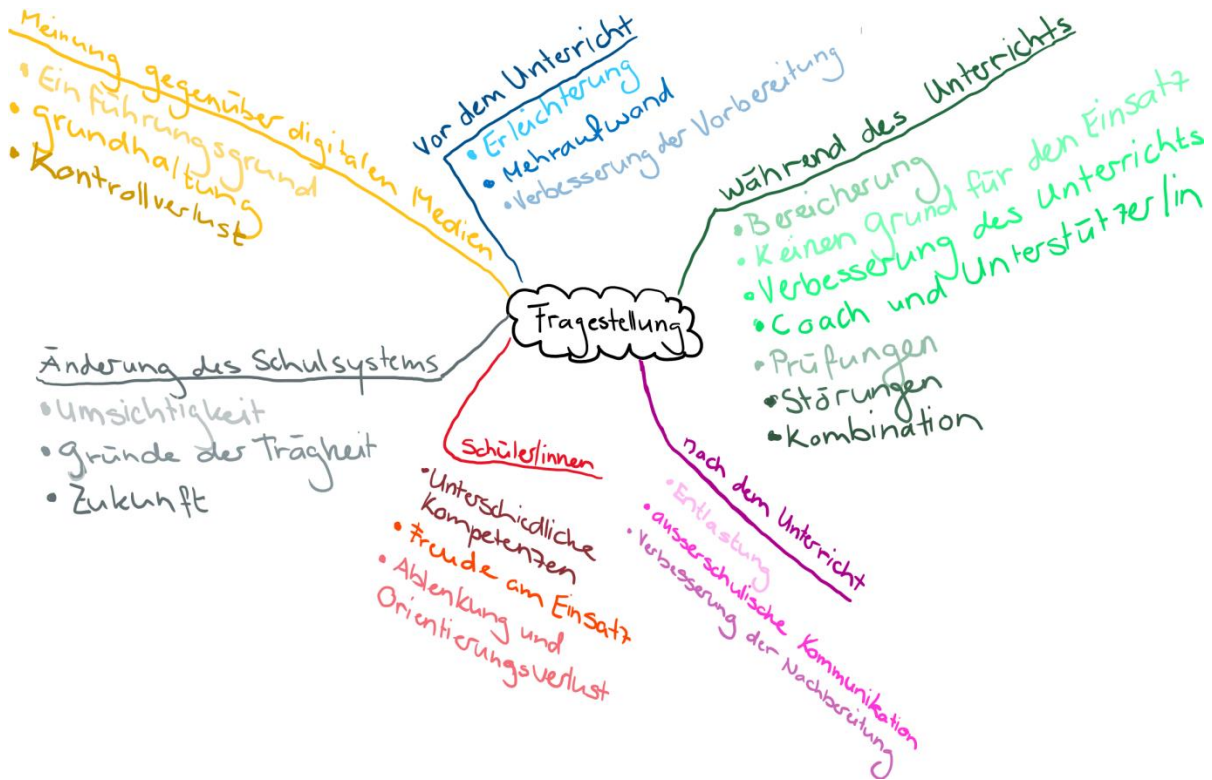 Meinung gegenüber digitalen Medien
• Einführungsgrund
• grundhaltung
• Kontrollverlust
Vor dem Unterricht
• Erleichterung
• Mehraufwand
• Verbesserung der Vorbereitung
Während des Unterrichts
• Bereicherung
• Keinen Grund für den Einsatz
• Verbesserung des Unterrichts
• Coach und Unterstützer/in
• Prüfungen
• Störungen
• Kombination
Fragestellung
Änderung des Schulsystems
• Umsichtigkeit
• Gründe der Trägheit
• Zukunft
Schüler/innen
• Unterschiedliche
Kompetenzen
• Freude am Einsatz
• Ablenkung und
Orientierungsverlust
nach dem Unterricht
• Entlastung
• ausserschulische Kommunikation
• Verbesserung der Nachbereitung